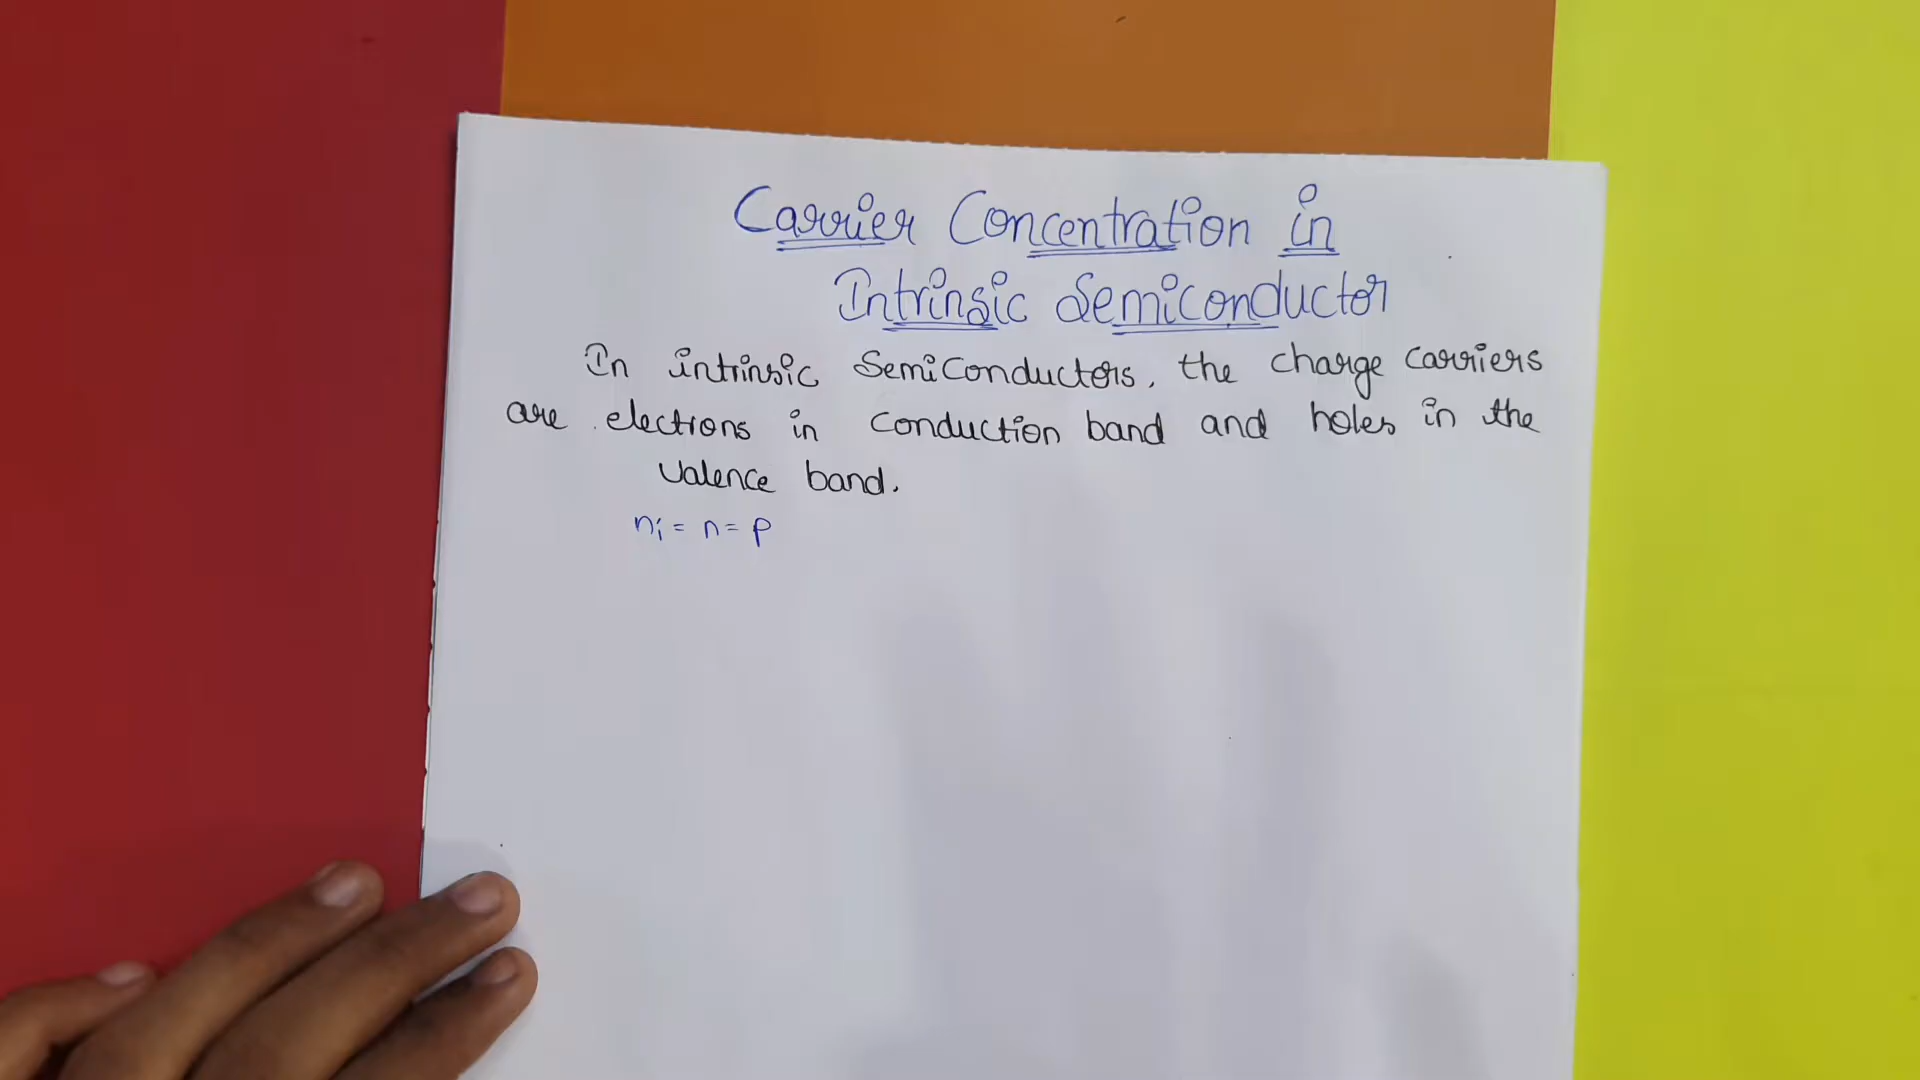 Carrier Concentration in
Intrinsic Semiconductor
In intrinsic SemiConductors, the charge carriers
are electrons in conduction band and holes in the
Valence band.
ni = n = p